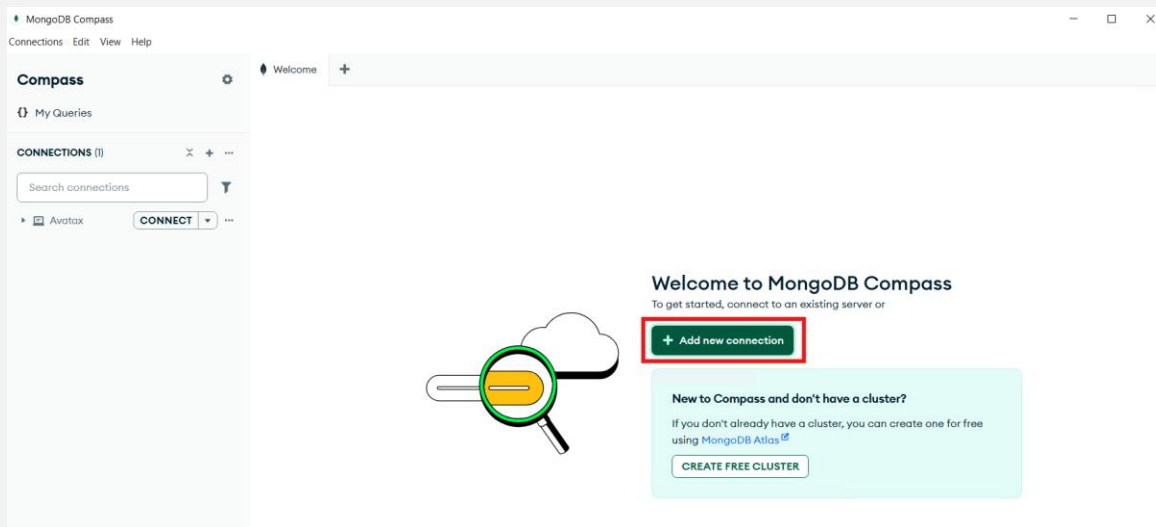 MongoDB Compass
Connections Edit View Help
Compass
{} My Queries
CONNECTIONS (1)
Search connections
Avatax
CONNECT
Welcome
Welcome to MongoDB Compass
To get started, connect to an existing server or
+ Add new connection
New to Compass and don't have a cluster?
If you don't already have a cluster, you can create one for free
using MongoDB Atlas
CREATE FREE CLUSTER